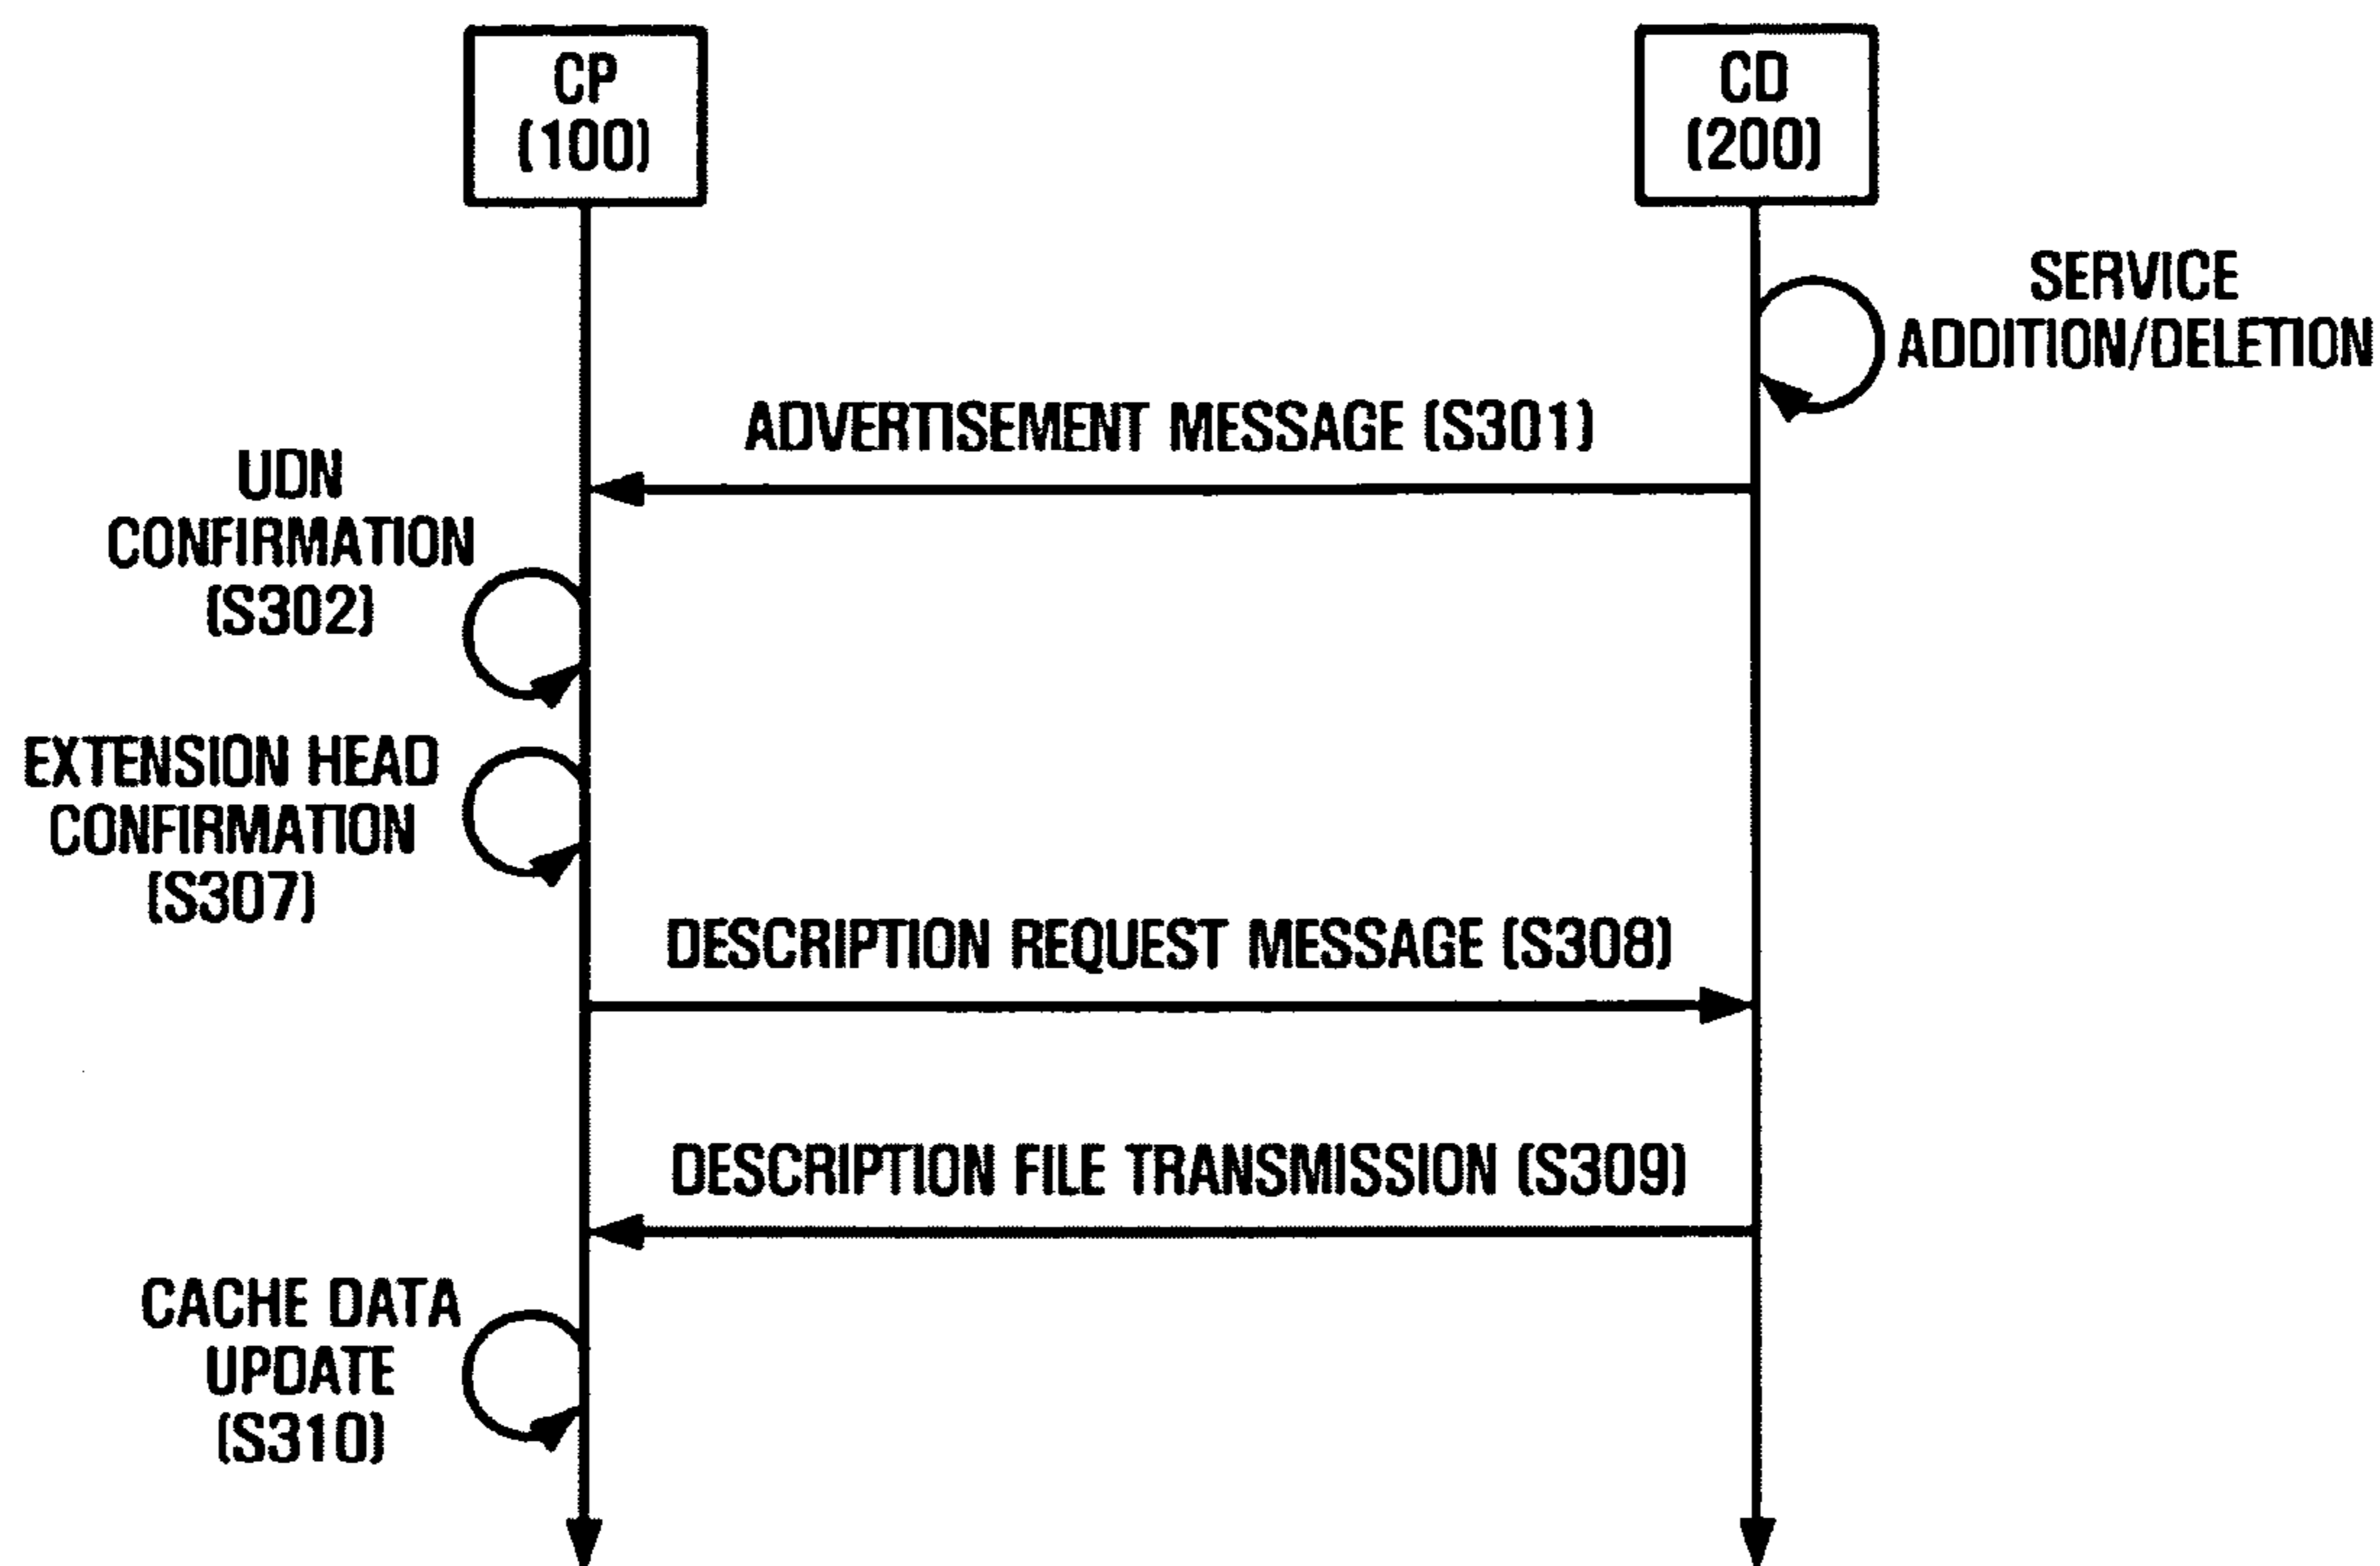 CP
(100)
CD
(200)
SERVICE
ADDITION/DELETION
ADVERTISEMENT MESSAGE (S301)
UDN
CONFIRMATION
(S302)
EXTENSION HEAD
CONFIRMATION
(S307)
DESCRIPTION REQUEST MESSAGE (S308)
DESCRIPTION FILE TRANSMISSION (S309)
CACHE DATA
UPDATE
(S310)